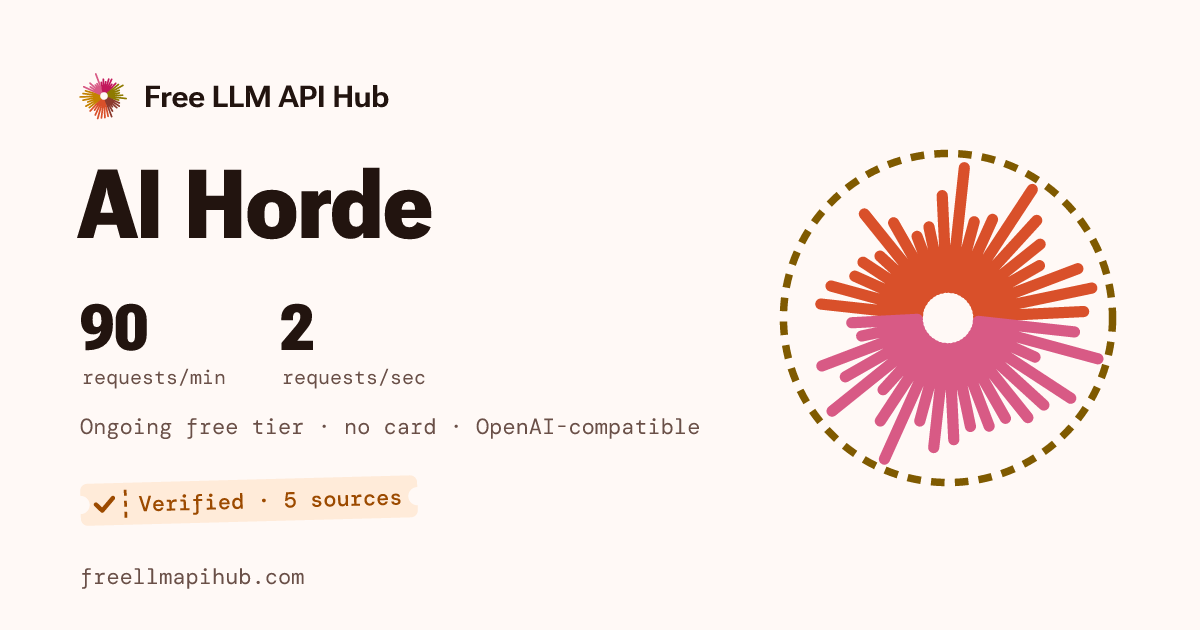 Free LLM API Hub
AI Horde
90 2
requests/min requests/sec
Ongoing free tier · no card · OpenAI-compatible
Verified · 5 sources
freellmapihub.com